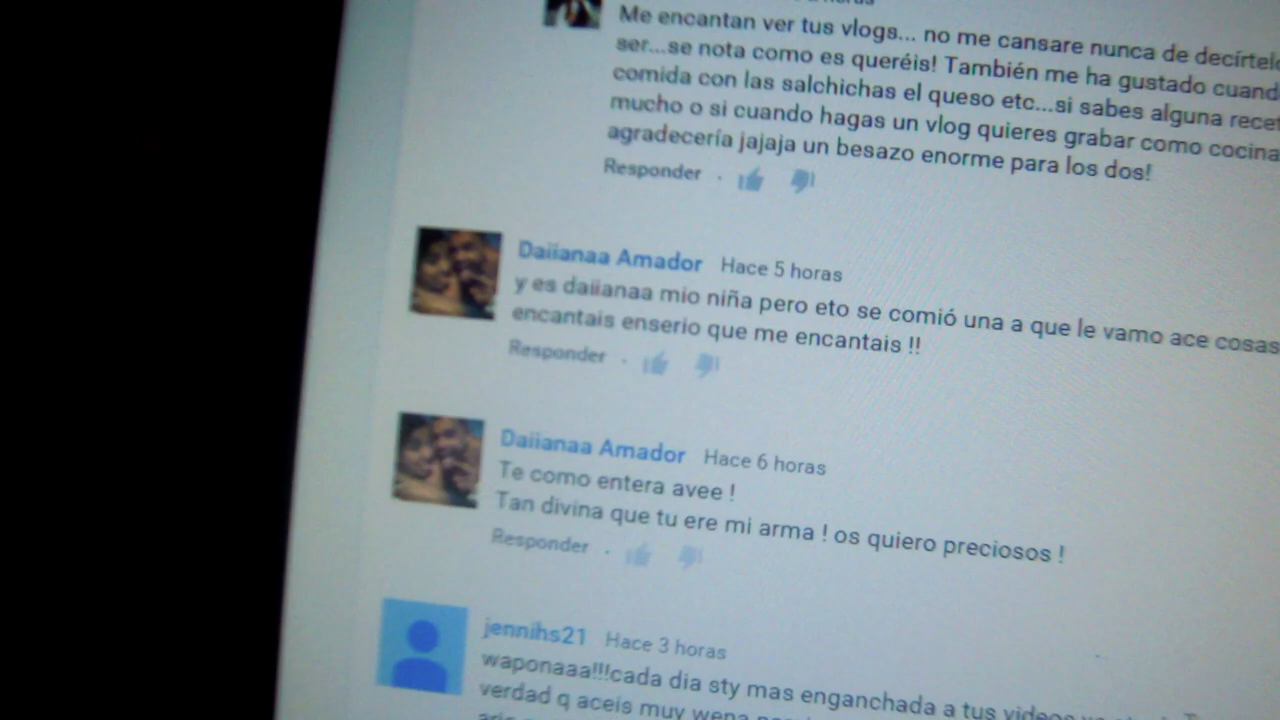 horas
Me encantan ver tus vlogs... no me cansare nunca de decírtelo
ser...se nota como es queréis! También me ha gustado cuand
comida con las salchichas el queso etc...si sabes alguna recet
mucho o si cuando hagas un vlog quieres grabar como cocina
agradecería jajaja un besazo enorme para los dos!
Responder ·
Daiianaa Amador Hace 5 horas
y es daiianaa mio niña pero eto se comió una a que le vamo ace cosas
encantais enserio que me encantais !!
Responder ·
Daiianaa Amador Hace 6 horas
Te como entera avee !
Tan divina que tu ere mi arma ! os quiero preciosos !
Responder ·
jennihs21 Hace 3 horas
waponaaa!!!cada dia sty mas enganchada a tus videos
verdad q aceis muy wena